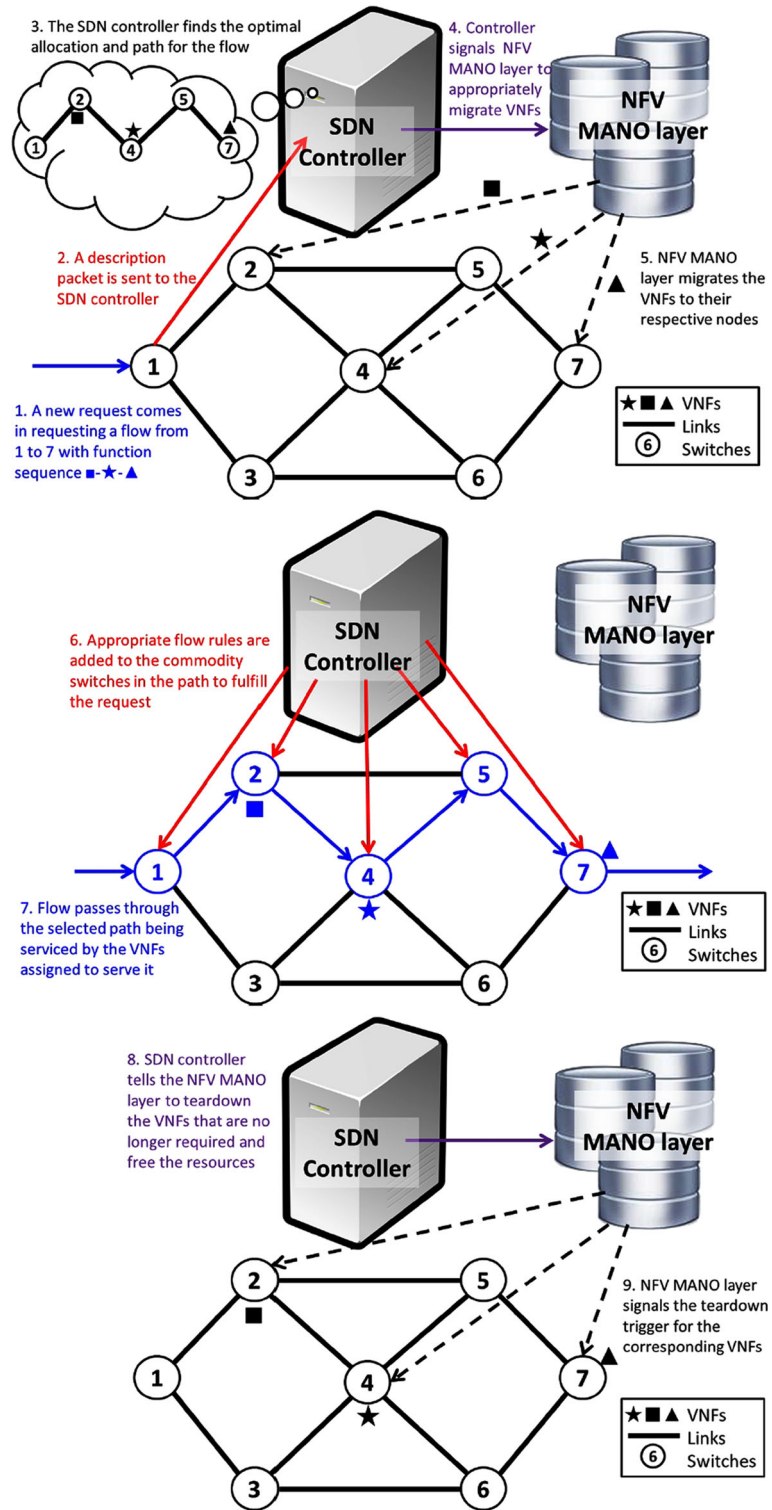 3. The SDN controller finds the optimal
allocation and path for the flow
2
5
1
4
7
SDN
Controller
4. Controller
signals NFV
MANO layer to
appropriately
migrate VNFs
NFV
MANO layer
2. A description
packet is sent to the
SDN controller
5. NFV MANO
layer migrates the
VNFs to their
respective nodes
2
5
1
4
7
3
6
1. A new request comes
in requesting a flow from
1 to 7 with function
sequence ■-★-▲
★ ■ ▲ VNFs
Links
6 Switches
SDN
Controller
NFV
MANO layer
6. Appropriate flow rules are
added to the commodity
switches in the path to fulfill
the request
2
5
1
4
7
3
6
7. Flow passes through
the selected path being
serviced by the VNFs
assigned to serve it
★ ■ ▲ VNFs
Links
6 Switches
8. SDN controller
tells the NFV MANO
layer to teardown
the VNFs that are no
longer required and
free the resources
SDN
Controller
NFV
MANO layer
9. NFV MANO layer
signals the teardown
trigger for the
corresponding VNFs
2
5
1
4
7
3
6
★ ■ ▲ VNFs
Links
6 Switches